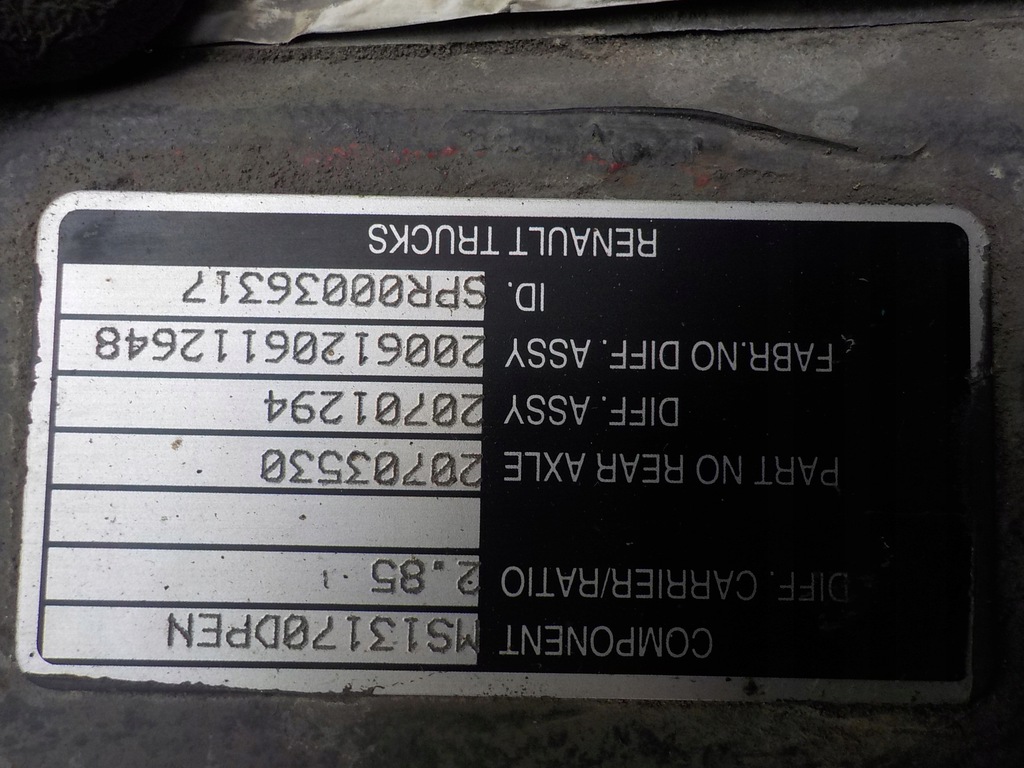 COMPONENT MS13170DPEN
DIFF. CARRIER/RATIO 2.85
PART NO REAR AXLE 20703530
DIFF. ASSY 20701294
FABR.NO DIFF. ASSY 20061206112648
ID. SPR00036317
RENAULT TRUCKS